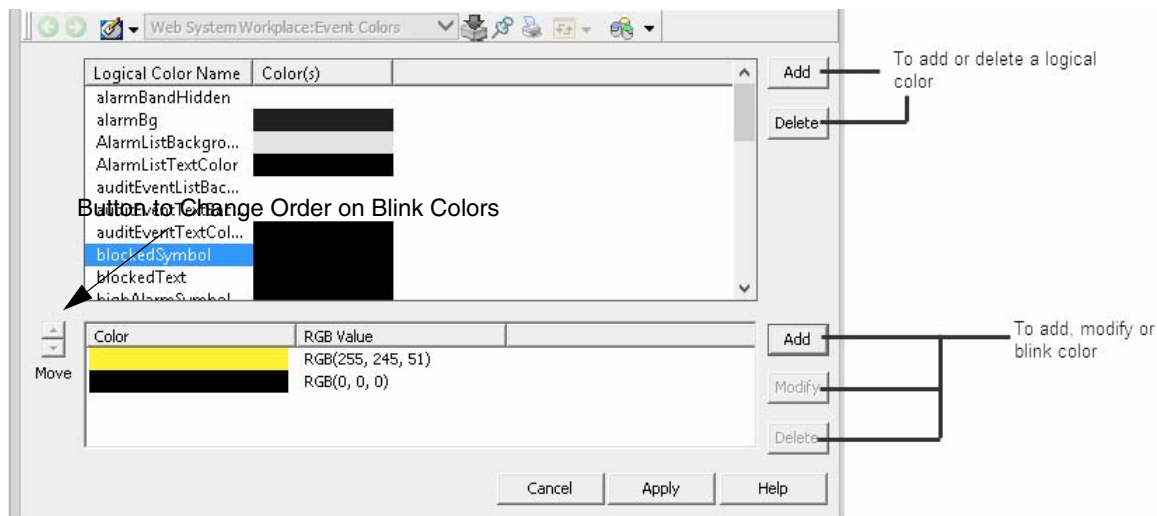 Web System Workplace:Event Colors
Logical Color Name Color(s)
Add
To add or delete a logical
color
alarmBandHidden
alarmBg
Delete
AlarmListBackgro...
AlarmListTextColor
auditEventListBac...
Button to Change Order on Blink Colors
auditEventTextCol...
blockedSymbol
blockedText
highAlarmSymbol
Move
Color RGB Value
Add
To add, modify or
blink color
RGB(255, 245, 51)
RGB(0, 0, 0)
Modify
Delete
Cancel Apply Help